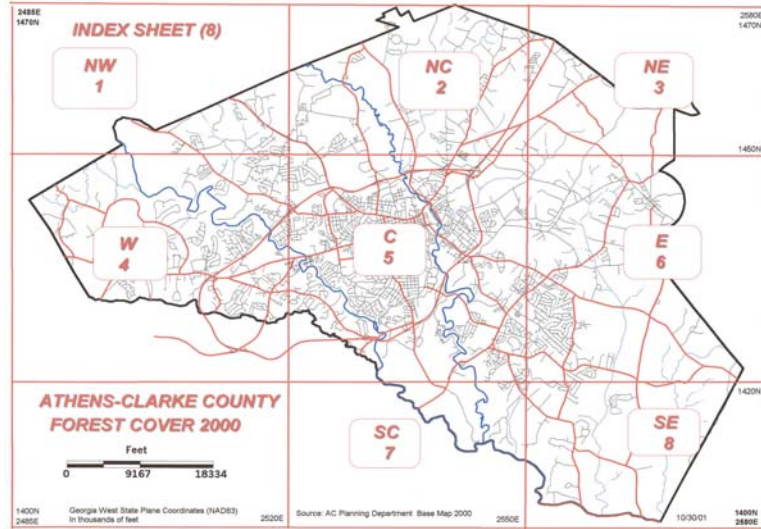 2485E
1470N
2580E
1470N
INDEX SHEET (8)
NW
1
NC
2
NE
3
1450N
W
4
C
5
E
6
1420N
ATHENS-CLARKE COUNTY
FOREST COVER 2000
Feet
0 9167 18334
SC
7
SE
8
1400N
2485E
Georgia West State Plane Coordinates (NAD83)
In thousands of feet
2520E
Source: AC Planning Department Base Map 2000
2550E
10/30/01
1400N
2580E